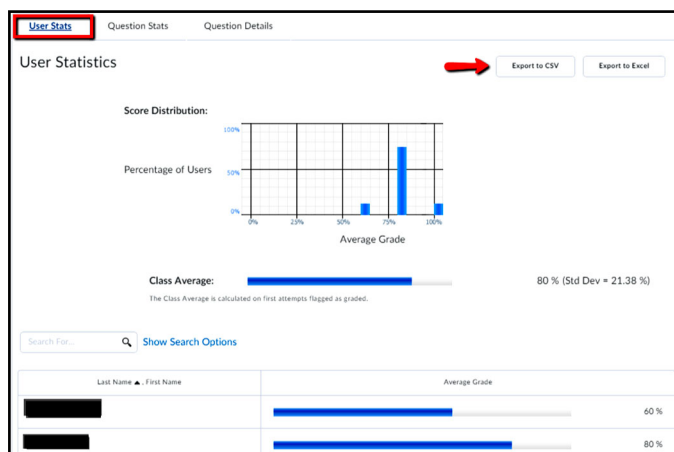 User Stats Question Stats Question Details
User Statistics
Export to CSV Export to Excel
Score Distribution:
100%
Percentage of Users 50%
0%
0% 25% 50% 75% 100%
Average Grade
Class Average: 80 % (Std Dev = 21.38 %)
The Class Average is calculated on first attempts flagged as graded.
Search For... Show Search Options
Last Name ▲, First Name Average Grade
60 %
80 %